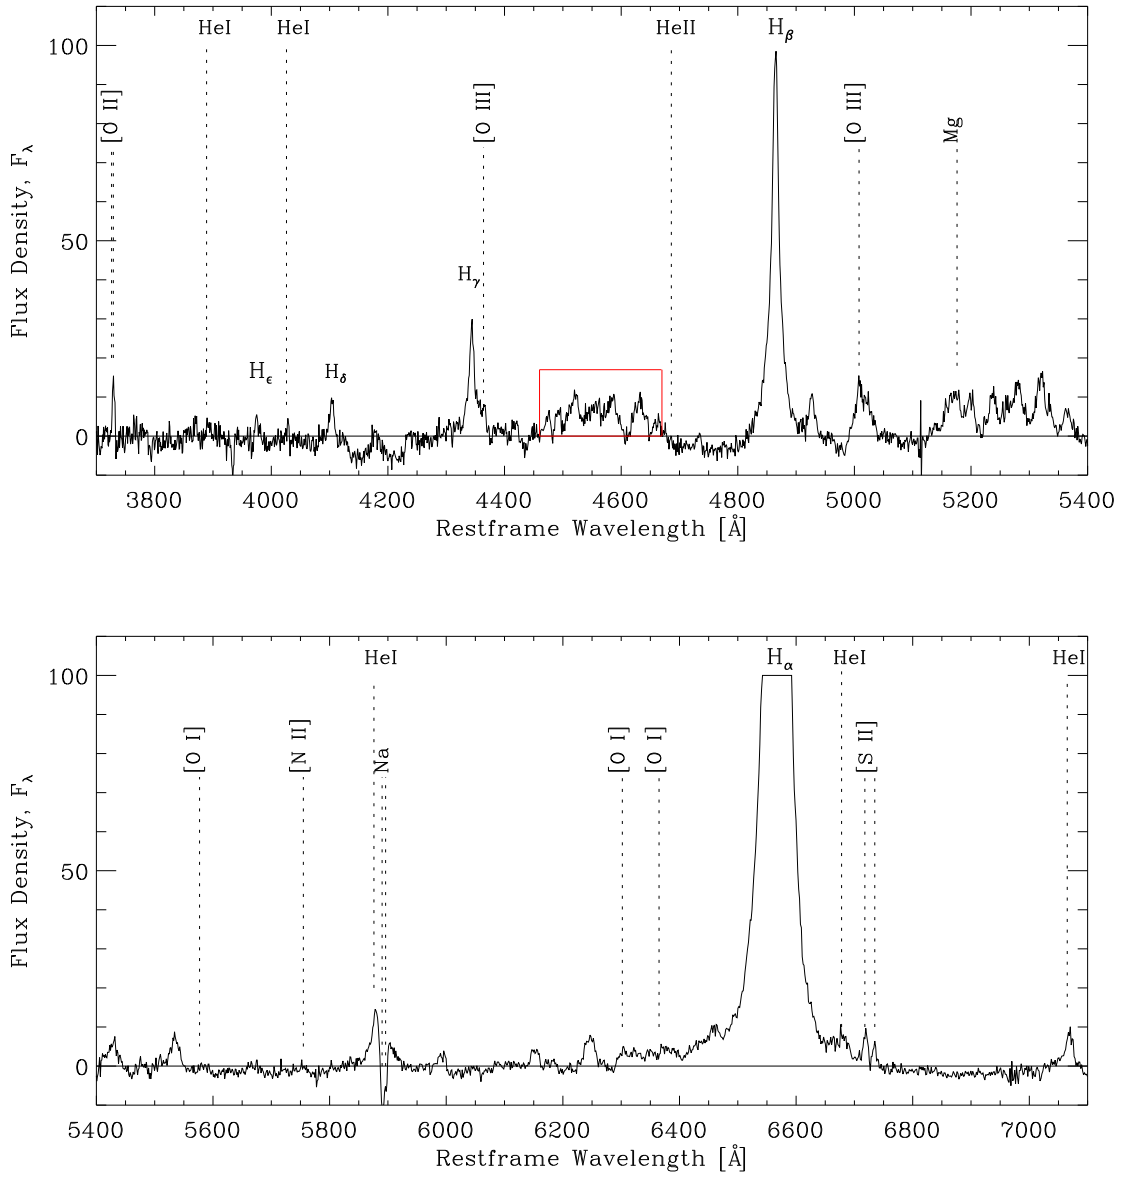 HeI HeI HeII Hβ
[O II] [O III] [O III] Mg
Hγ
Hϵ Hδ
100
50
0
Flux Density, Fλ
3800 4000 4200 4400 4600 4800 5000 5200 5400
Restframe Wavelength [Å]
HeI Hα HeI HeI
[O I] [N II] Na [O I] [O I] [S II]
100
50
0
Flux Density, Fλ
5400 5600 5800 6000 6200 6400 6600 6800 7000
Restframe Wavelength [Å]